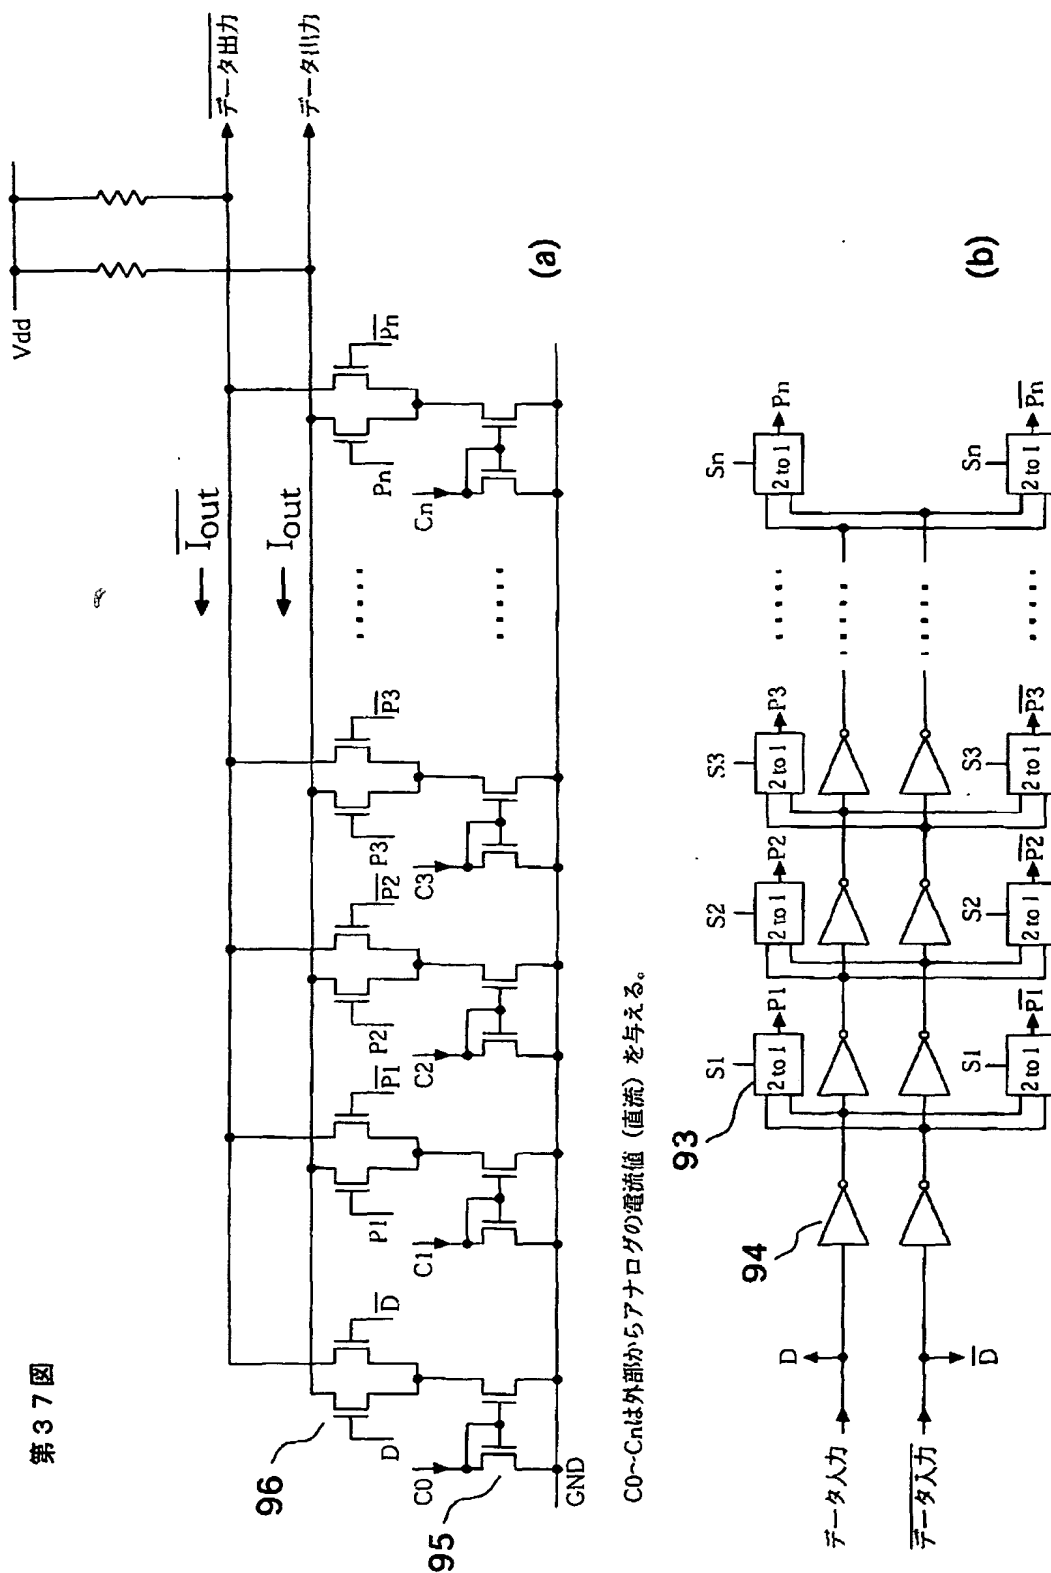 第37図
Vdd
データ出力
データ出力
Iout
Iout
96
D
D
P1
P1
P2
P2
P3
P3
Pn
Pn
·····
C0
C1
C2
C3
Cn
·····
95
GND
(a)
C0~Cnは外部からアナログの電流値（直流）を与える。
93
S1
S2
S3
Sn
2 to 1
P1
2 to 1
P2
2 to 1
P3
·····
2 to 1
Pn
94
D
データ入力
·····
データ入力
D
·····
S1
S2
S3
Sn
2 to 1
P1
2 to 1
P2
2 to 1
P3
·····
2 to 1
Pn
(b)